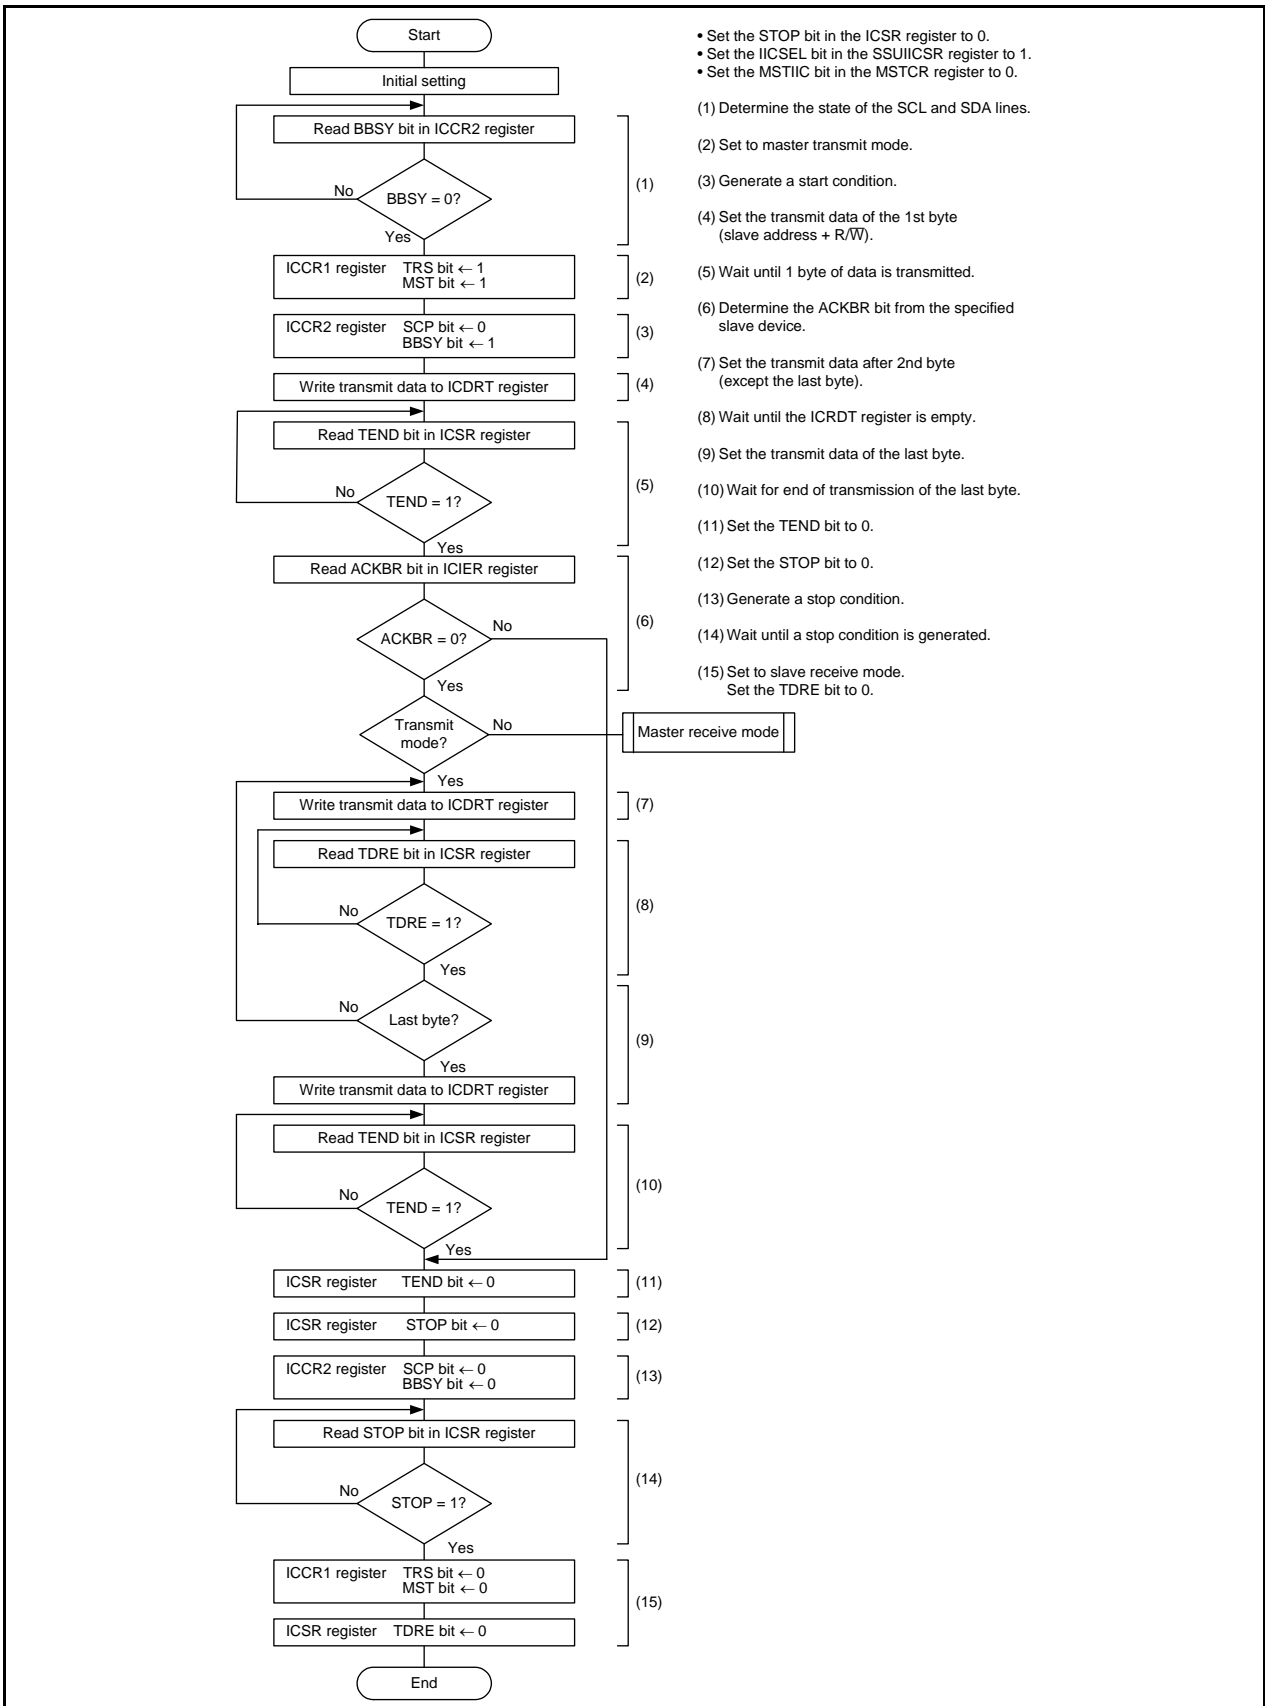 Start
Initial setting
Read BBSY bit in ICCR2 register
BBSY = 0?
No
Yes
(1)
ICCR1 register TRS bit ← 1
MST bit ← 1
(2)
ICCR2 register SCP bit ← 0
BBSY bit ← 1
(3)
Write transmit data to ICDRT register
(4)
Read TEND bit in ICSR register
TEND = 1?
No
Yes
(5)
Read ACKBR bit in ICIER register
ACKBR = 0?
No
Yes
(6)
Transmit
mode?
No
Yes
Master receive mode
Write transmit data to ICDRT register
(7)
Read TDRE bit in ICSR register
TDRE = 1?
No
Yes
(8)
Last byte?
No
Yes
Write transmit data to ICDRT register
(9)
Read TEND bit in ICSR register
TEND = 1?
No
Yes
(10)
ICSR register TEND bit ← 0
(11)
ICSR register STOP bit ← 0
(12)
ICCR2 register SCP bit ← 0
BBSY bit ← 0
(13)
Read STOP bit in ICSR register
STOP = 1?
No
Yes
(14)
ICCR1 register TRS bit ← 0
MST bit ← 0
ICSR register TDRE bit ← 0
(15)
End
• Set the STOP bit in the ICSR register to 0.
• Set the IICSEL bit in the SSUIICSR register to 1.
• Set the MSTIIC bit in the MSTCR register to 0.
(1) Determine the state of the SCL and SDA lines.
(2) Set to master transmit mode.
(3) Generate a start condition.
(4) Set the transmit data of the 1st byte
(slave address + R/W̅).
(5) Wait until 1 byte of data is transmitted.
(6) Determine the ACKBR bit from the specified
slave device.
(7) Set the transmit data after 2nd byte
(except the last byte).
(8) Wait until the ICRDT register is empty.
(9) Set the transmit data of the last byte.
(10) Wait for end of transmission of the last byte.
(11) Set the TEND bit to 0.
(12) Set the STOP bit to 0.
(13) Generate a stop condition.
(14) Wait until a stop condition is generated.
(15) Set to slave receive mode.
Set the TDRE bit to 0.